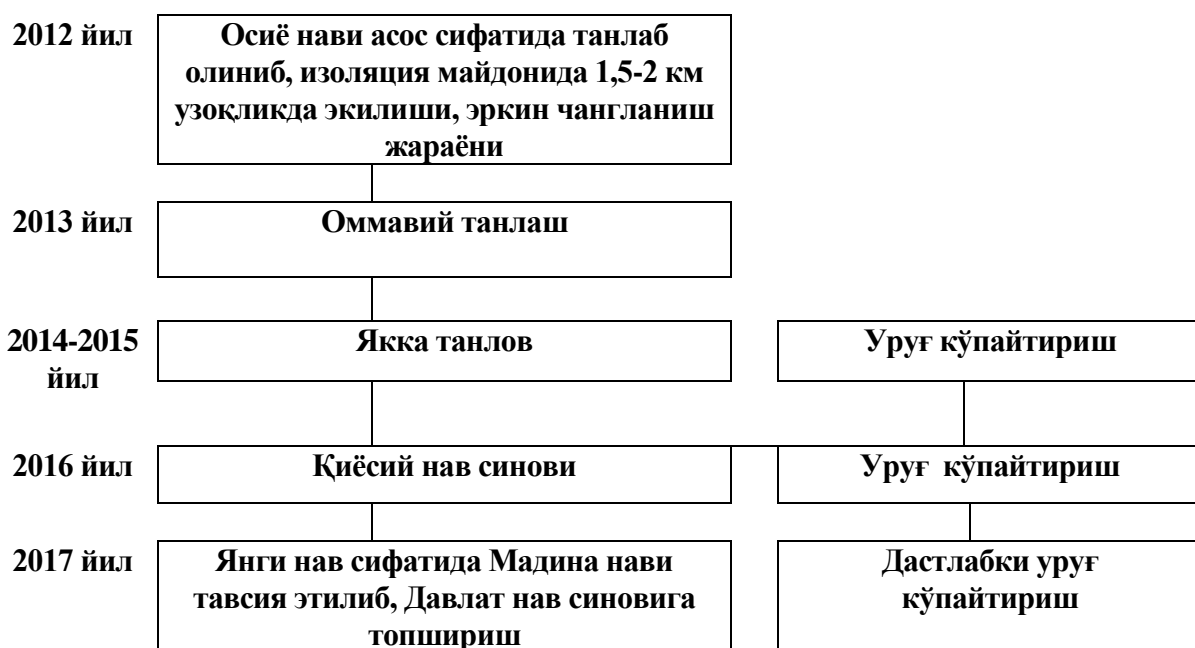 2012 йил
Осиё нави асос сифатида танлаб
олиниб, изоляция майдонида 1,5-2 км
узоқликда экилиши, эркин чангланиш
жараёни
2013 йил
Оммавий танлаш
2014-2015
йил
Якка танлов
Уруғ кўпайтириш
2016 йил
Қиёсий нав синови
Уруғ кўпайтириш
2017 йил
Янги нав сифатида Мадина нави
тавсия этилиб, Давлат нав синовига
топшириш
Дастлабки уруғ
кўпайтириш